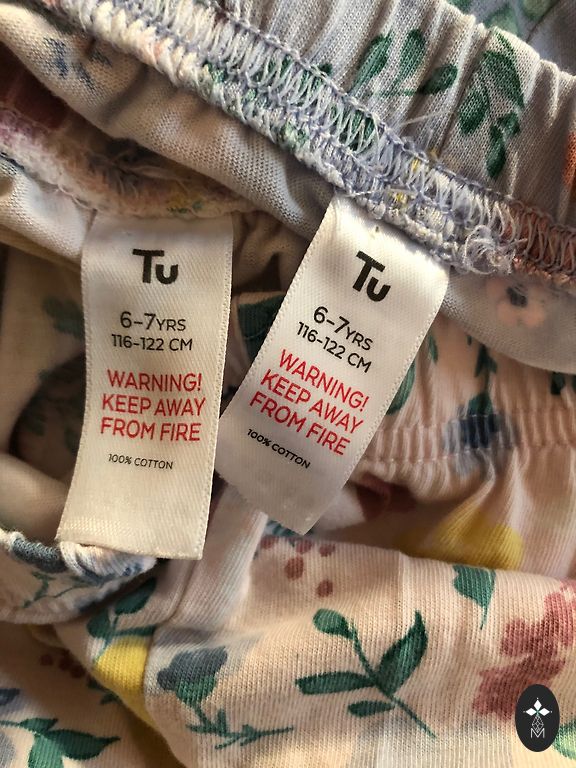 Tu
6-7YRS
116-122 CM
WARNING!
KEEP AWAY
FROM FIRE
100% COTTON
Tu
6-7YRS
116-122 CM
WARNING!
KEEP AWAY
FROM FIRE
100% COTTON